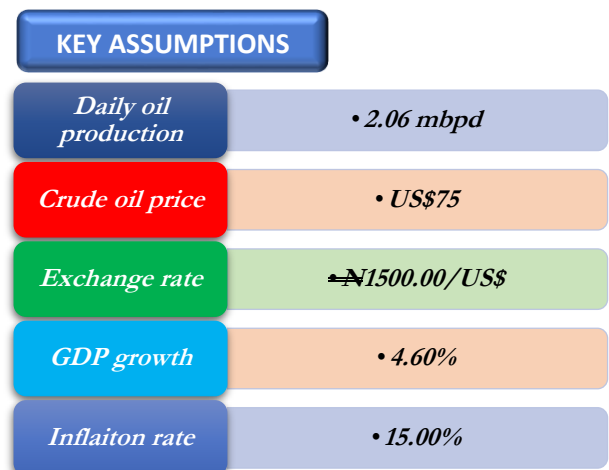 KEY ASSUMPTIONS
Daily oil
production
• 2.06 mbpd
Crude oil price
• US$75
Exchange rate
• ₦1500.00/US$
GDP growth
• 4.60%
Inflaiton rate
• 15.00%